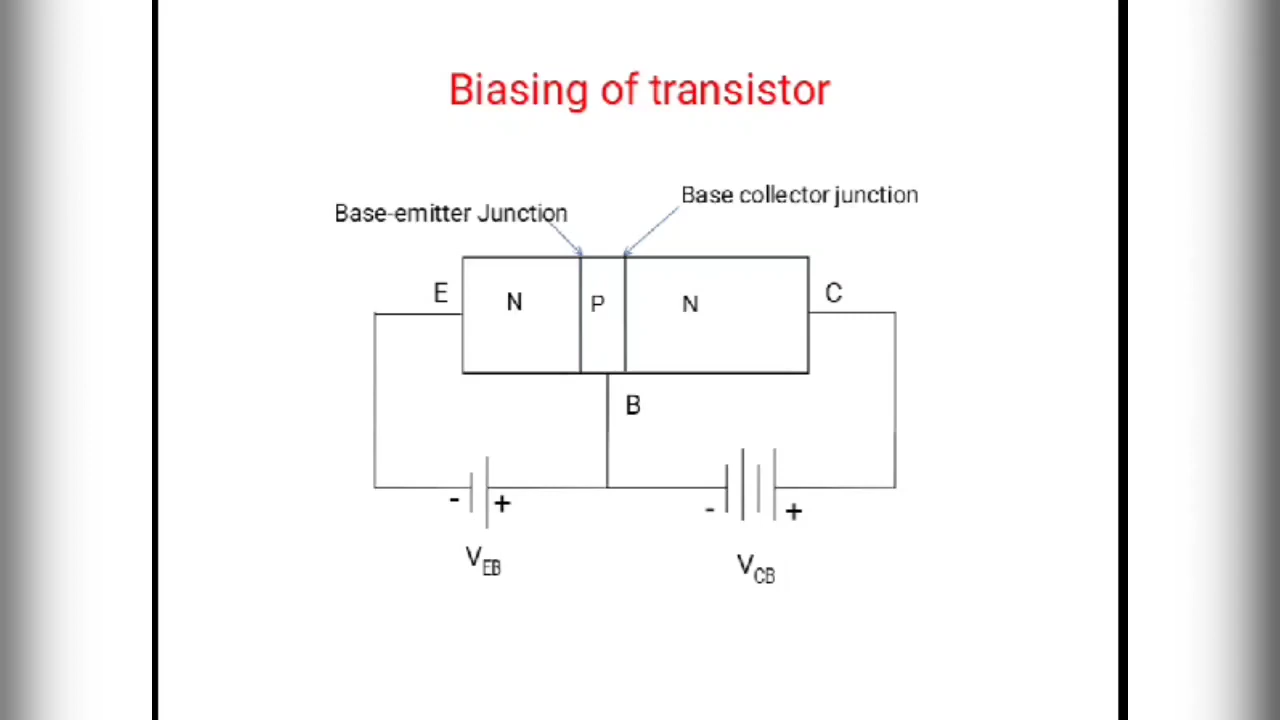 Biasing of transistor
Base-emitter Junction
Base collector junction
E
N
P
N
C
B
- +
- +
VEB
VCB